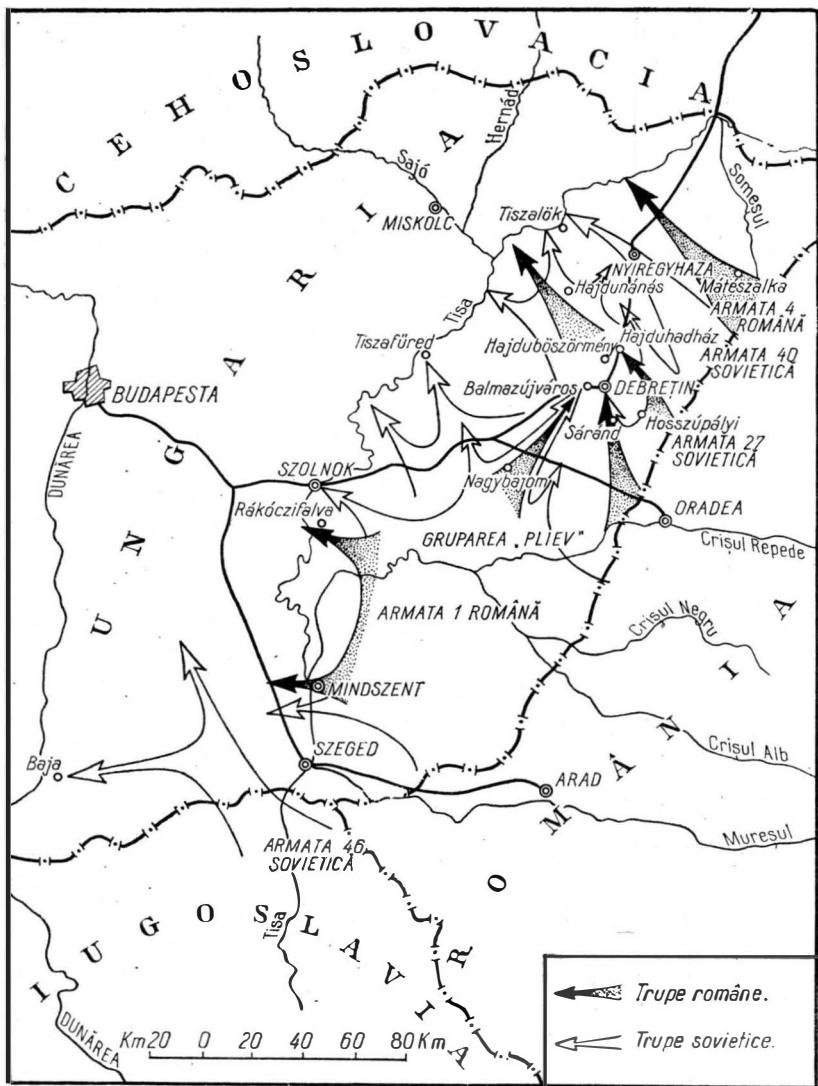 CEHOSLOVACIA
Hernád
Sajó
MISKOLC
Someșul
Tiszalök
NYIREGYHAZA
Hajdunánás
Mátészalka
ARMATA 4
ROMÂNĂ
Tisa
Tiszafüred
Hajduböszörmény
Hajduhadház
ARMATA 40
SOVIETICĂ
BUDAPESTA
Balmazújváros
DEBREȚIN
Hosszúpályi
Sáránd
ARMATA 27
SOVIETICĂ
DUNĂREA
UNGARIA
SZOLNOK
Nagybajom
ORADEA
Rákóczifalva
GRUPAREA „PLIEV”
Crișul Repede
ARMATA 1 ROMÂNĂ
Crișul Negru
MINDSZENT
Crișul Alb
Baja
SZEGED
ARAD
Mureșul
ROMÂNIA
ARMATA 46
SOVIETICĂ
Tisa
IUGOSLAVIA
DUNĂREA
Km 20 0 20 40 60 80 Km
Trupe române.
Trupe sovietice.